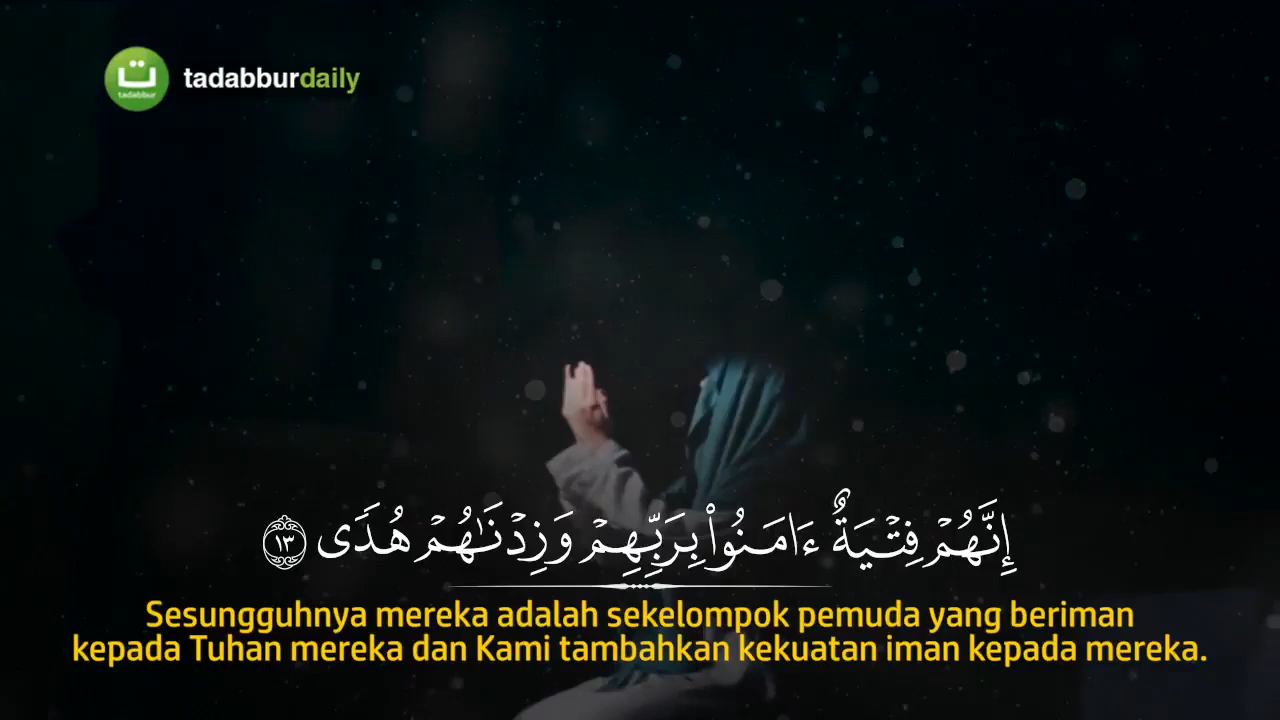 ت
tadabbur
tadabburdaily
إِنَّهُمْ فِتْيَةٌ ءَامَنُوا۟ بِرَبِّهِمْ وَزِدْنَـٰهُمْ هُدًى ١٣
Sesungguhnya mereka adalah sekelompok pemuda yang beriman
kepada Tuhan mereka dan Kami tambahkan kekuatan iman kepada mereka.